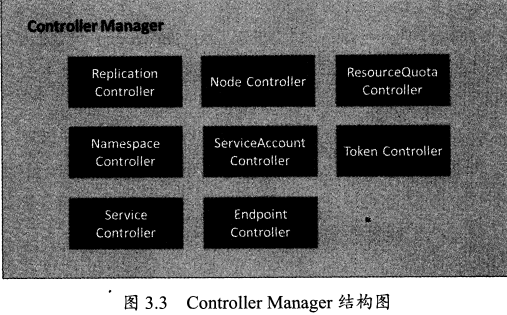 Controller Manager
Replication
Controller
Node Controller
ResourceQuota
Controller
Namespace
Controller
ServiceAccount
Controller
Token Controller
Service
Controller
Endpoint
Controller
图 3.3 Controller Manager 结构图